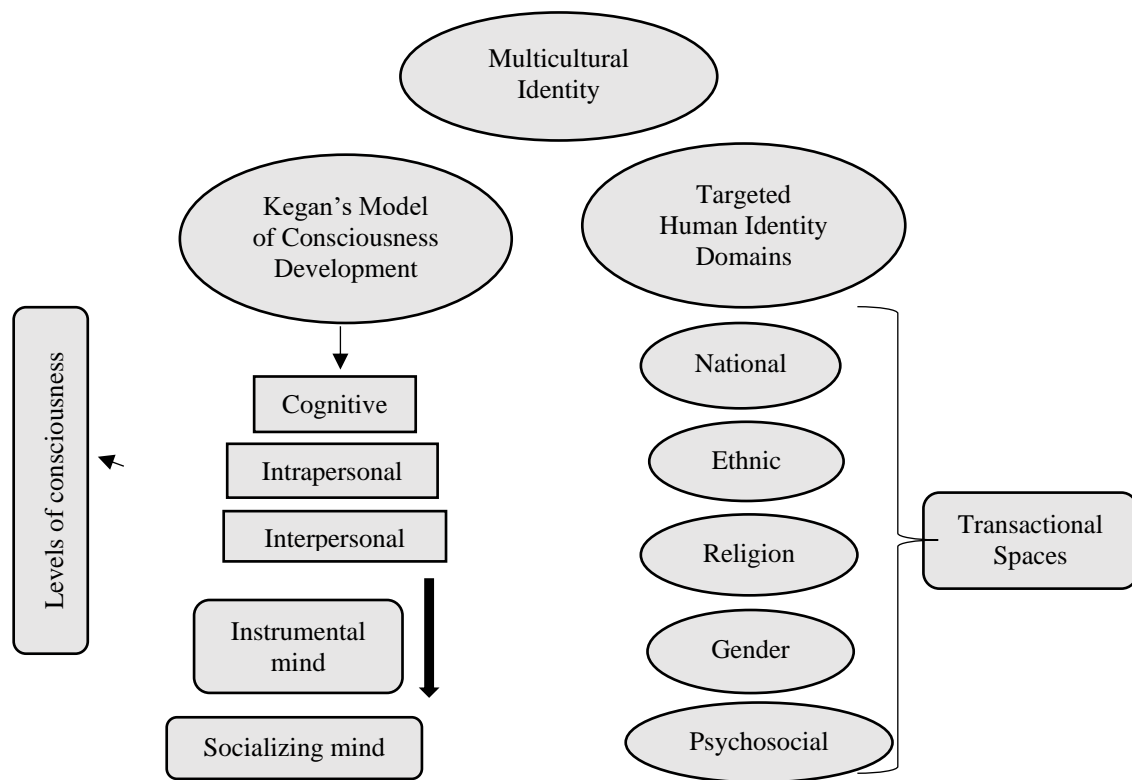 Multicultural
Identity
Kegan’s Model
of Consciousness
Development
Targeted
Human Identity
Domains
Levels of consciousness
Cognitive
Intrapersonal
Interpersonal
Instrumental
mind
Socializing mind
National
Ethnic
Religion
Gender
Psychosocial
Transactional
Spaces